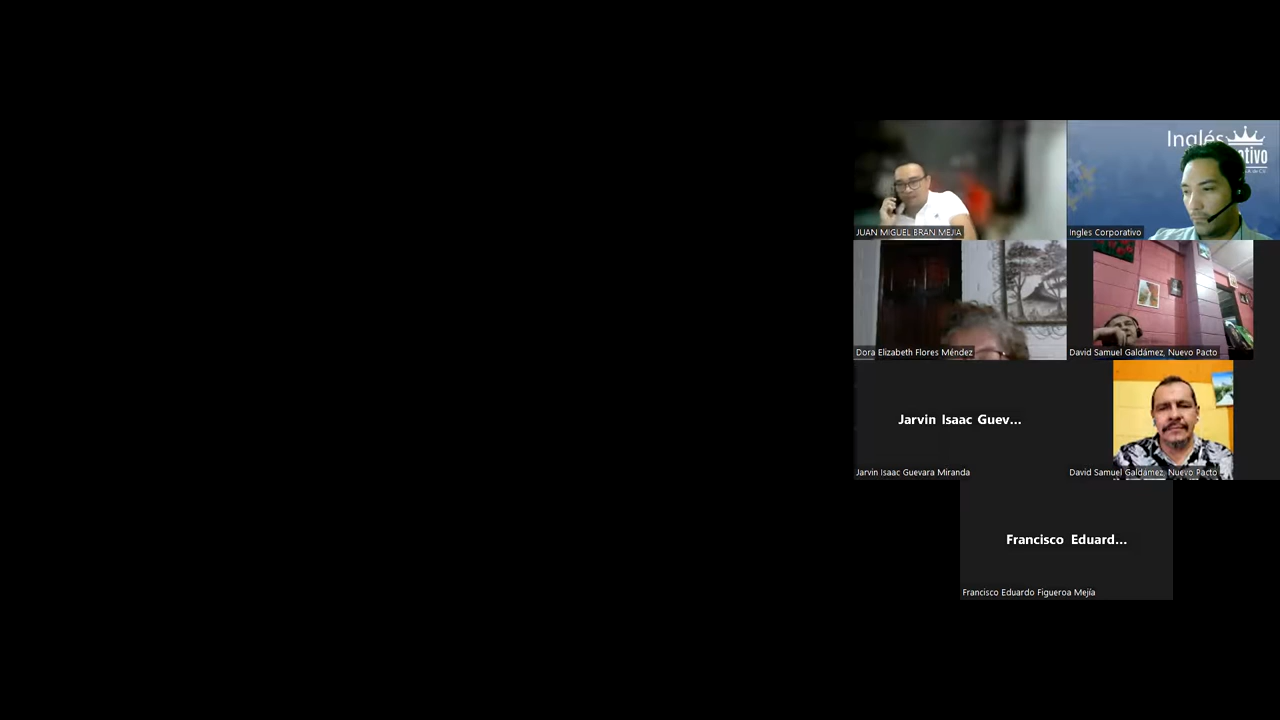 Inglés
JUAN MIGUEL BRAN MEJIA
Ingles Corporativo
Dora Elizabeth Flores Méndez
David Samuel Galdámez, Nuevo Pacto
Jarvin Isaac Guev...
Jarvin Isaac Guevara Miranda
David Samuel Galdámez, Nuevo Pacto
Francisco Eduard...
Francisco Eduardo Figueroa Mejía